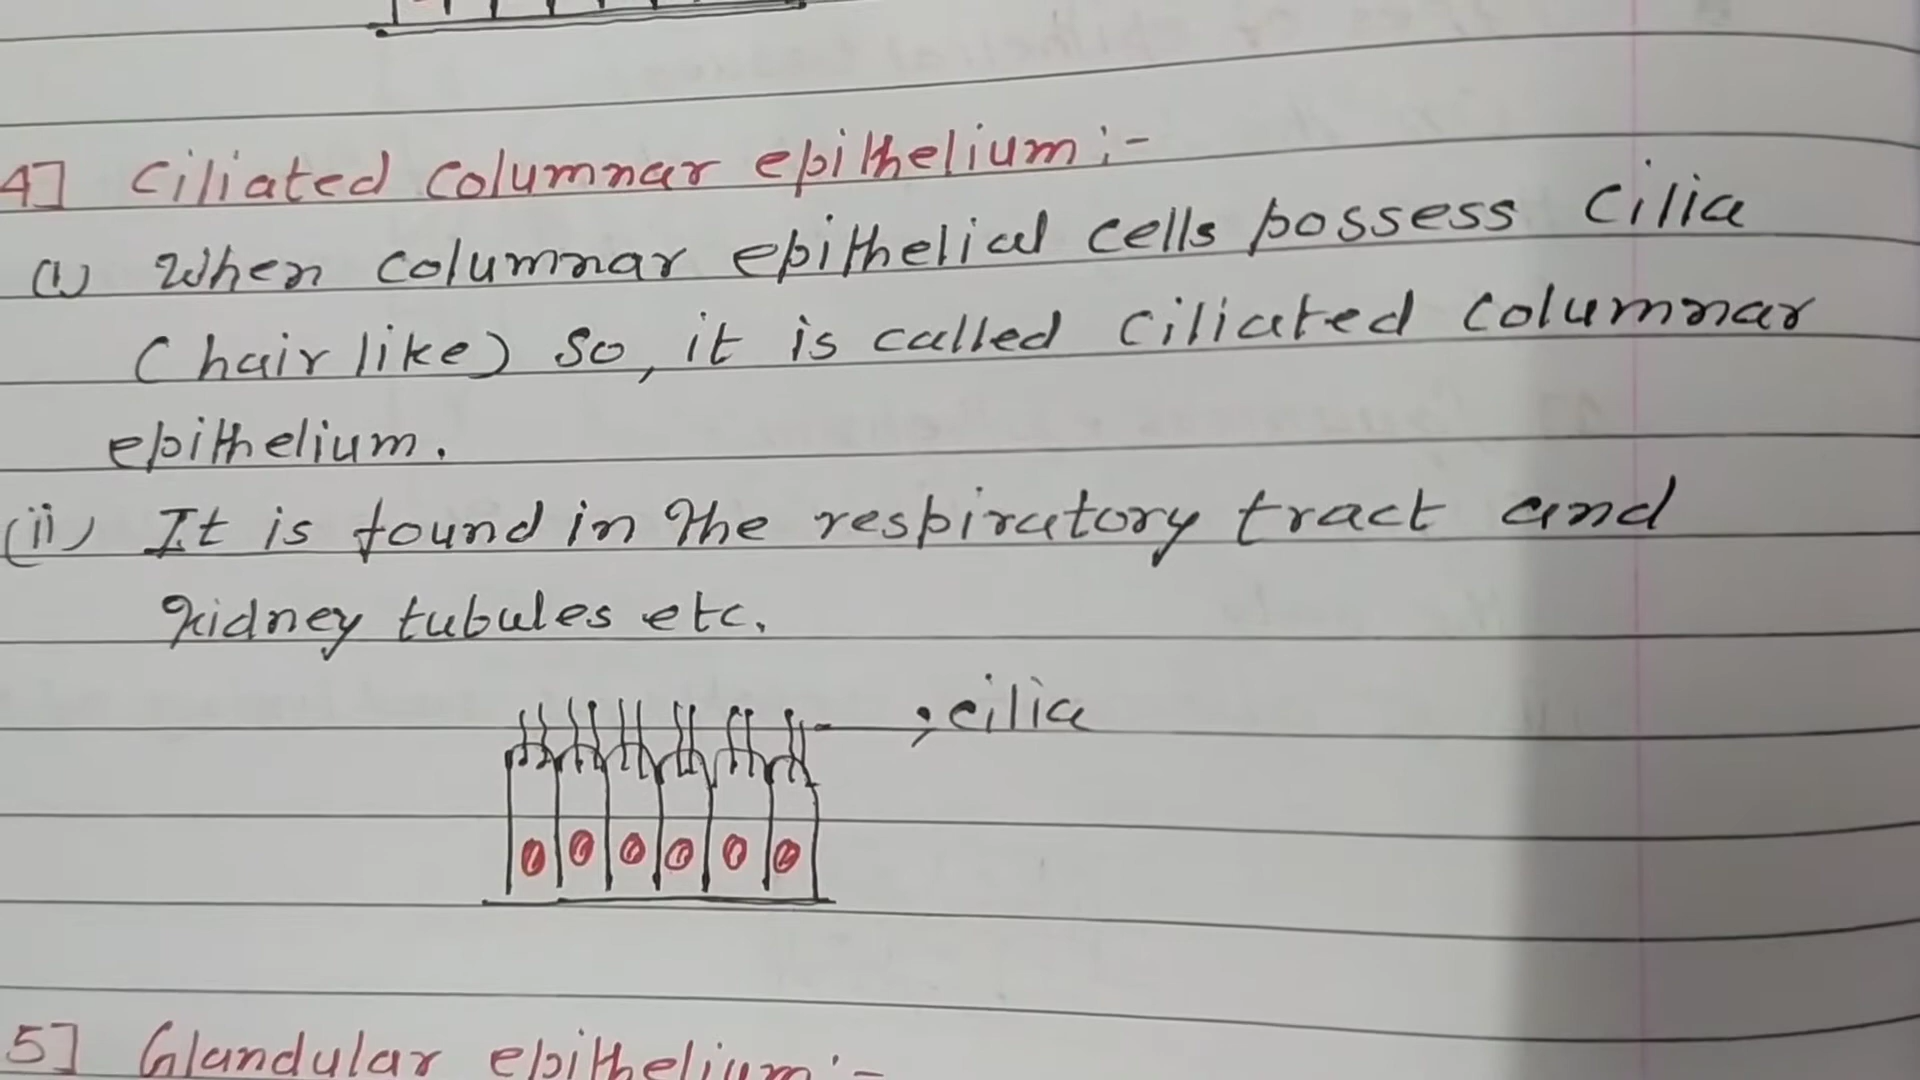 4] Ciliated columnar epithelium :-
(i) When columnar epithelial cells possess cilia
(hair like) so, it is called ciliated columnar
epithelium.
(ii) It is found in the respiratory tract and
kidney tubules etc.
cilia
5] Glandular epithelium :-